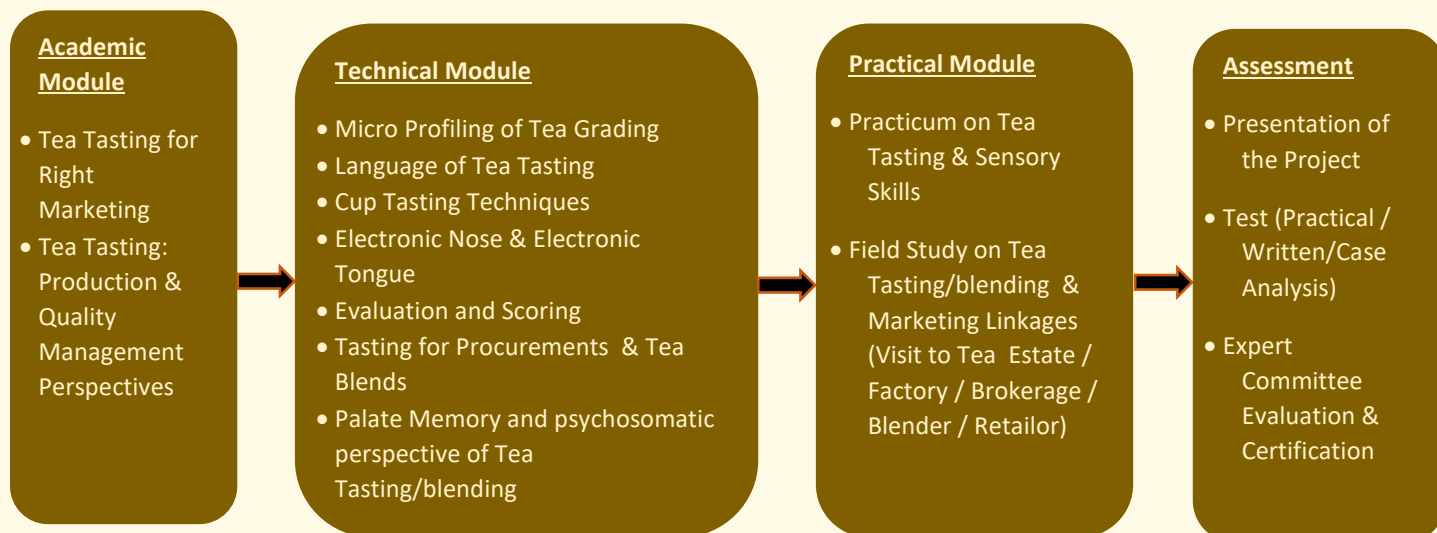 Academic
Module
• Tea Tasting for
Right
Marketing
• Tea Tasting:
Production &
Quality
Management
Perspectives
Technical Module
• Micro Profiling of Tea Grading
• Language of Tea Tasting
• Cup Tasting Techniques
• Electronic Nose & Electronic
Tongue
• Evaluation and Scoring
• Tasting for Procurements & Tea
Blends
• Palate Memory and psychosomatic
perspective of Tea
Tasting/blending
Practical Module
• Practicum on Tea
Tasting & Sensory
Skills
• Field Study on Tea
Tasting/blending &
Marketing Linkages
(Visit to Tea Estate /
Factory / Brokerage /
Blender / Retailor)
Assessment
• Presentation of
the Project
• Test (Practical /
Written/Case
Analysis)
• Expert
Committee
Evaluation &
Certification